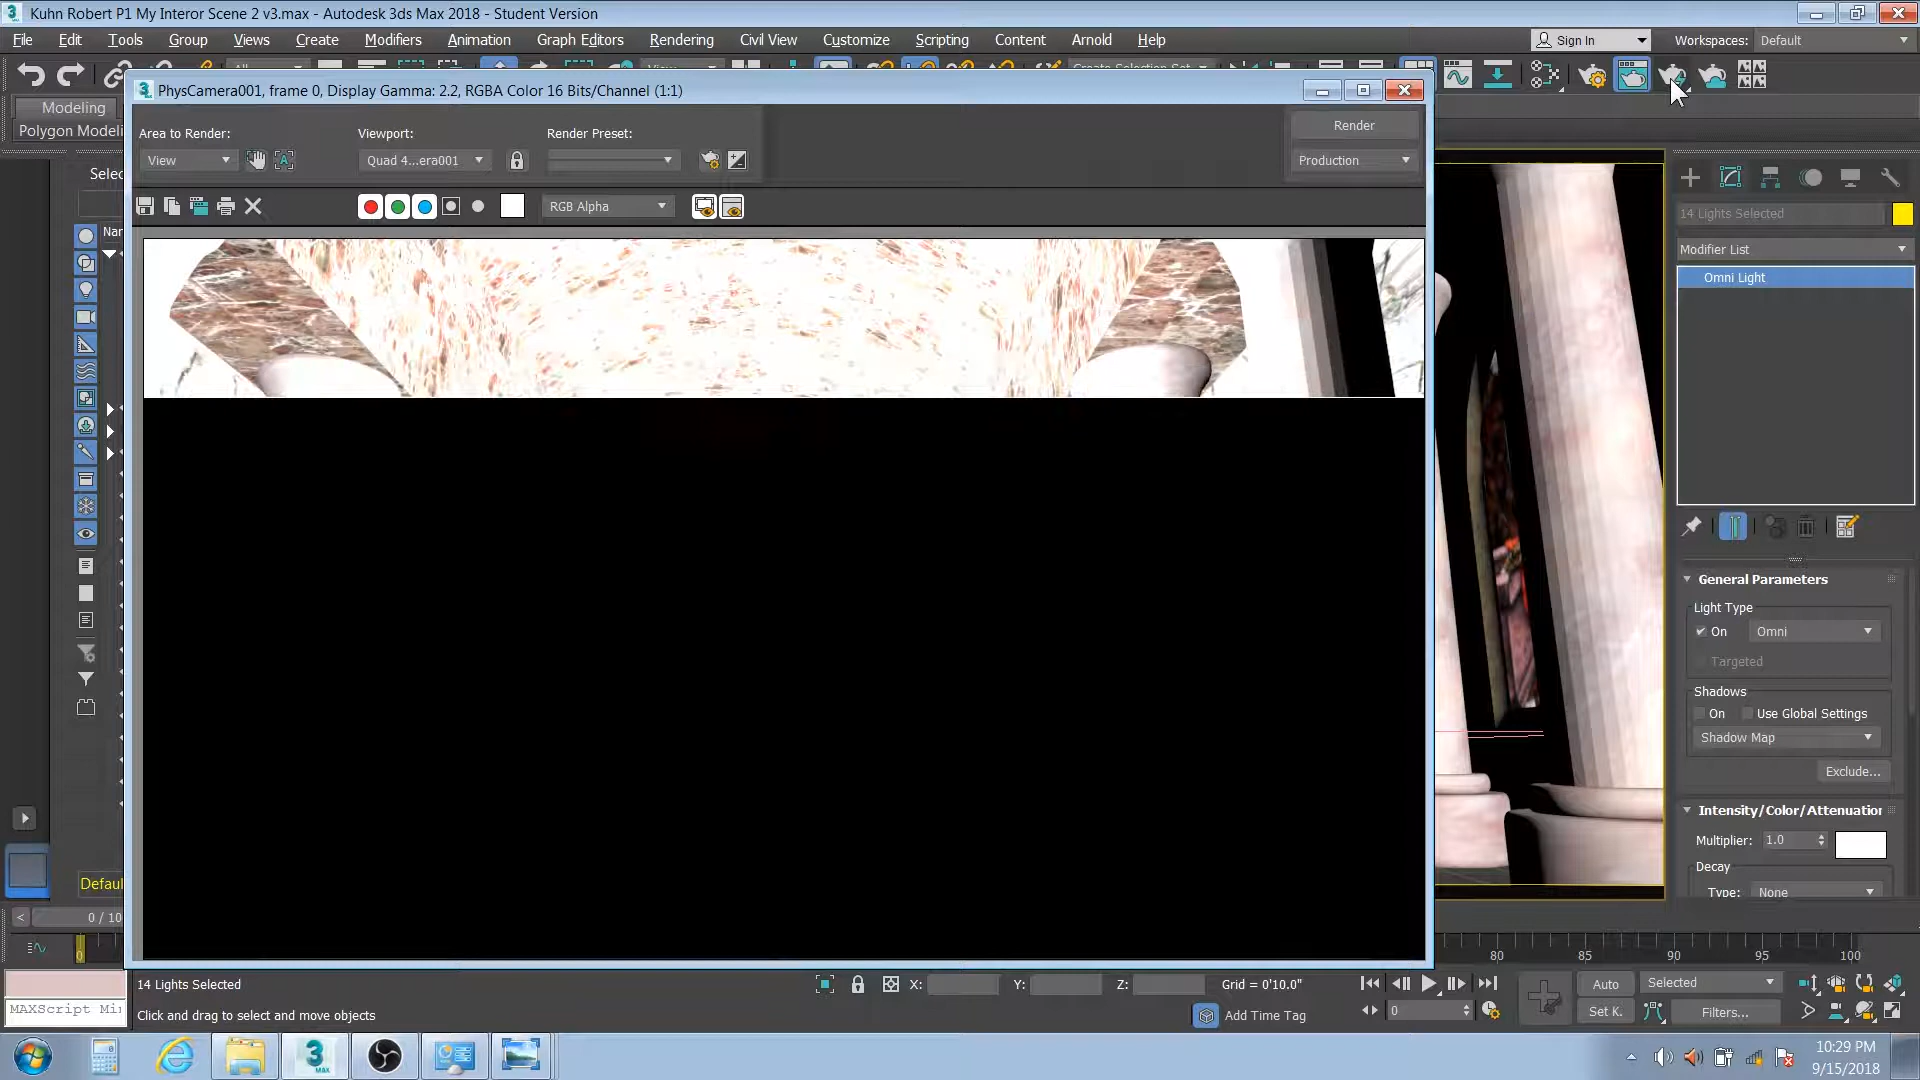 Kuhn Robert P1 My Interor Scene 2 v3.max - Autodesk 3ds Max 2018 - Student Version
File Edit Tools Group Views Create Modifiers Animation Graph Editors Rendering Civil View Customize Scripting Content Arnold Help
Sign In
Workspaces: Default
Modeling
Polygon Modeli
PhysCamera001, frame 0, Display Gamma: 2.2, RGBA Color 16 Bits/Channel (1:1)
Area to Render:
View
Viewport:
Quad 4...era001
Render Preset:
Render
Production
RGB Alpha
Selec
Nar
14 Lights Selected
Modifier List
Omni Light
General Parameters
Light Type
On Omni
Targeted
Shadows
On Use Global Settings
Shadow Map
Exclude...
Intensity/Color/Attenuation
Multiplier: 1.0
Decay
Type: None
Defau
< 0 / 10
0
80 85 90 95 100
14 Lights Selected
X: Y: Z: Grid = 0'10.0"
Auto Selected
MAXScript Mi
Click and drag to select and move objects
Add Time Tag
0
Set K. Filters...
3
MAX
10:29 PM
9/15/2018